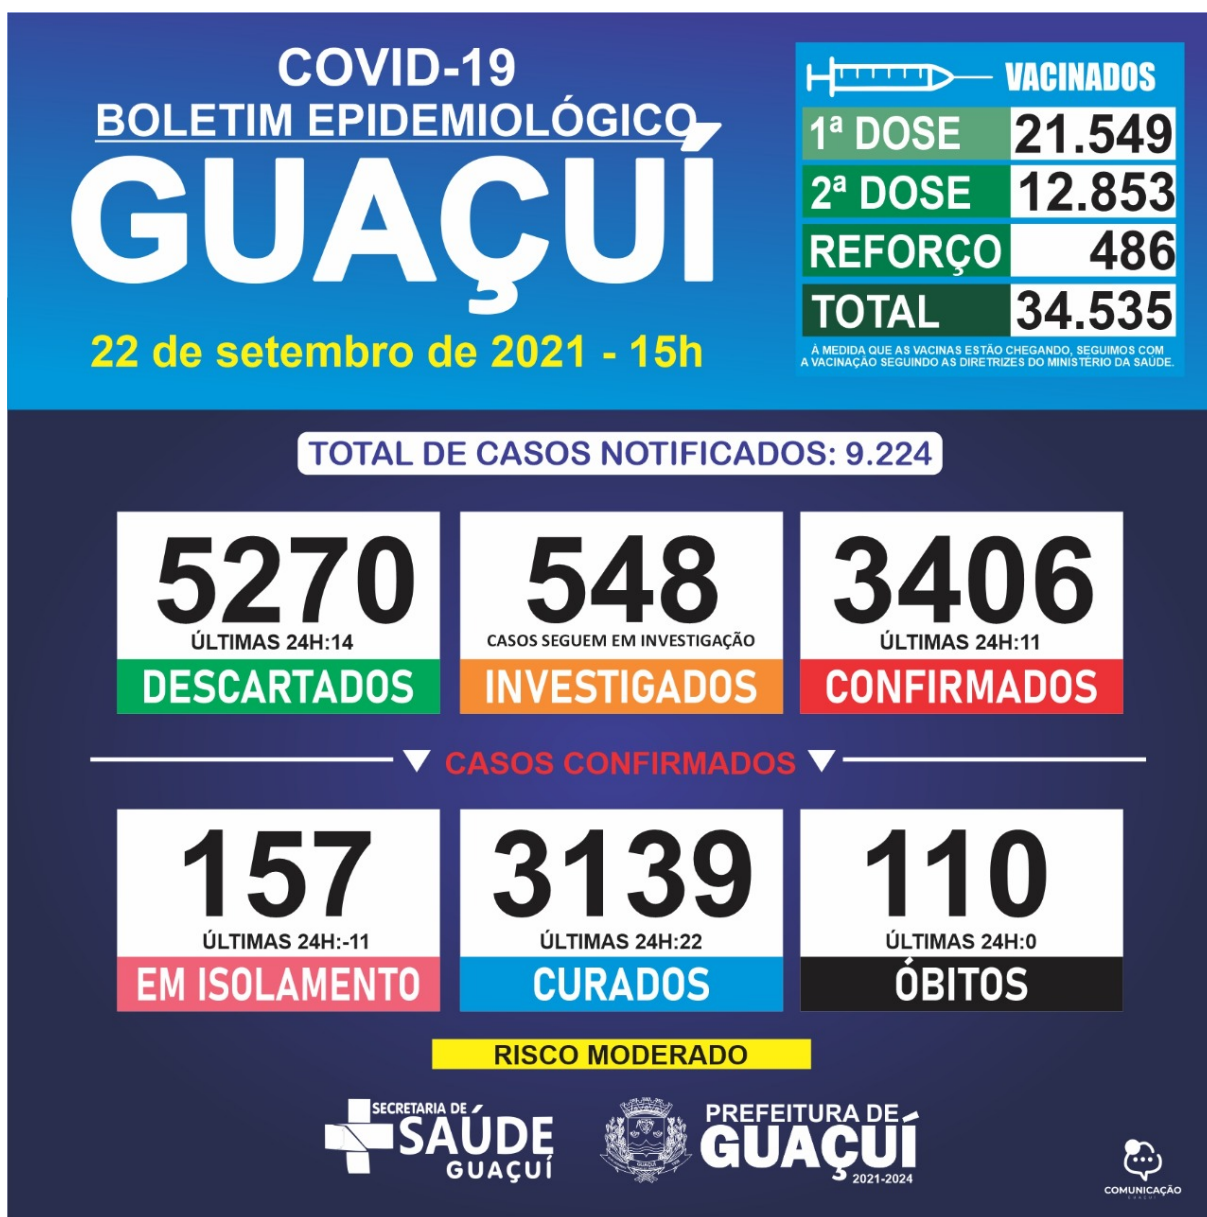 COVID-19
BOLETIM EPIDEMIOLÓGICO
GUAÇUÍ
22 de setembro de 2021 - 15h
VACINADOS
1ª DOSE 21.549
2ª DOSE 12.853
REFORÇO 486
TOTAL 34.535
À MEDIDA QUE AS VACINAS ESTÃO CHEGANDO, SEGUIMOS COM
A VACINAÇÃO SEGUINDO AS DIRETRIZES DO MINISTÉRIO DA SAÚDE.
TOTAL DE CASOS NOTIFICADOS: 9.224
5270
ÚLTIMAS 24H:14
DESCARTADOS
548
CASOS SEGUEM EM INVESTIGAÇÃO
INVESTIGADOS
3406
ÚLTIMAS 24H:11
CONFIRMADOS
CASOS CONFIRMADOS
157
ÚLTIMAS 24H:-11
EM ISOLAMENTO
3139
ÚLTIMAS 24H:22
CURADOS
110
ÚLTIMAS 24H:0
ÓBITOS
RISCO MODERADO
SECRETARIA DE
SAÚDE
GUAÇUÍ
PREFEITURA DE
GUAÇUÍ
2021-2024
COMUNICAÇÃO